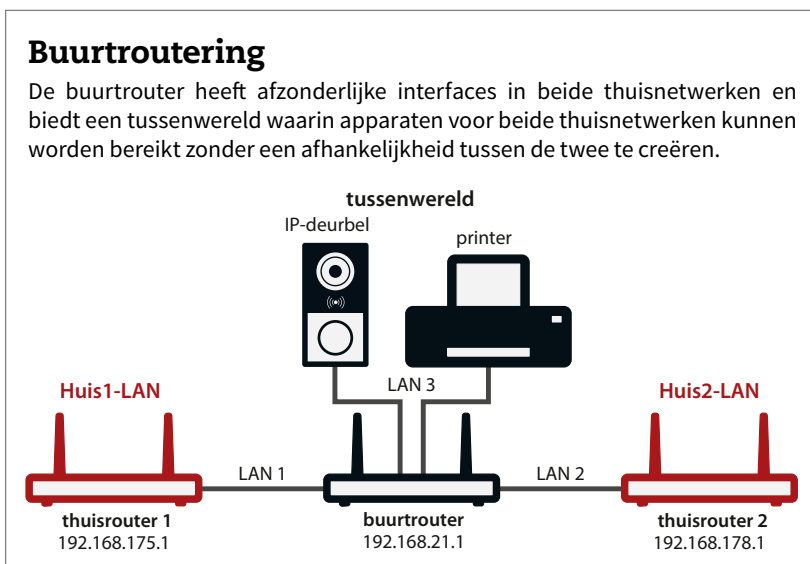 Buurtroutering
De buurtrouter heeft afzonderlijke interfaces in beide thuisnetwerken en
biedt een tussenwereld waarin apparaten voor beide thuisnetwerken kunnen
worden bereikt zonder een afhankelijkheid tussen de twee te creëren.
tussenwereld
IP-deurbel
printer
LAN 3
Huis1-LAN
Huis2-LAN
LAN 1
LAN 2
thuisrouter 1
192.168.175.1
buurtrouter
192.168.21.1
thuisrouter 2
192.168.178.1